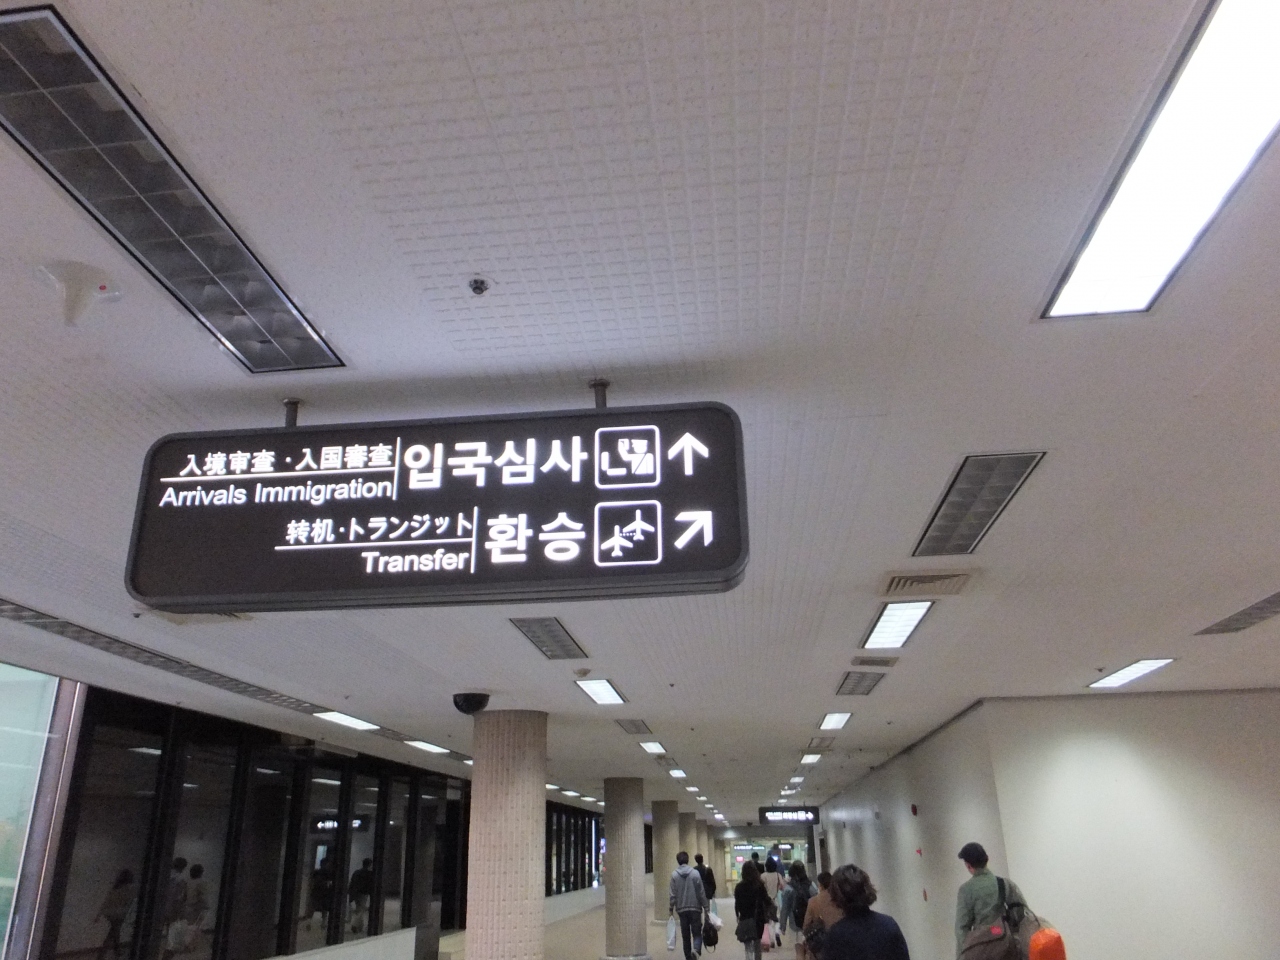 入境审查·入国審査
Arrivals Immigration
입국심사
转机·トランジット
Transfer
환승